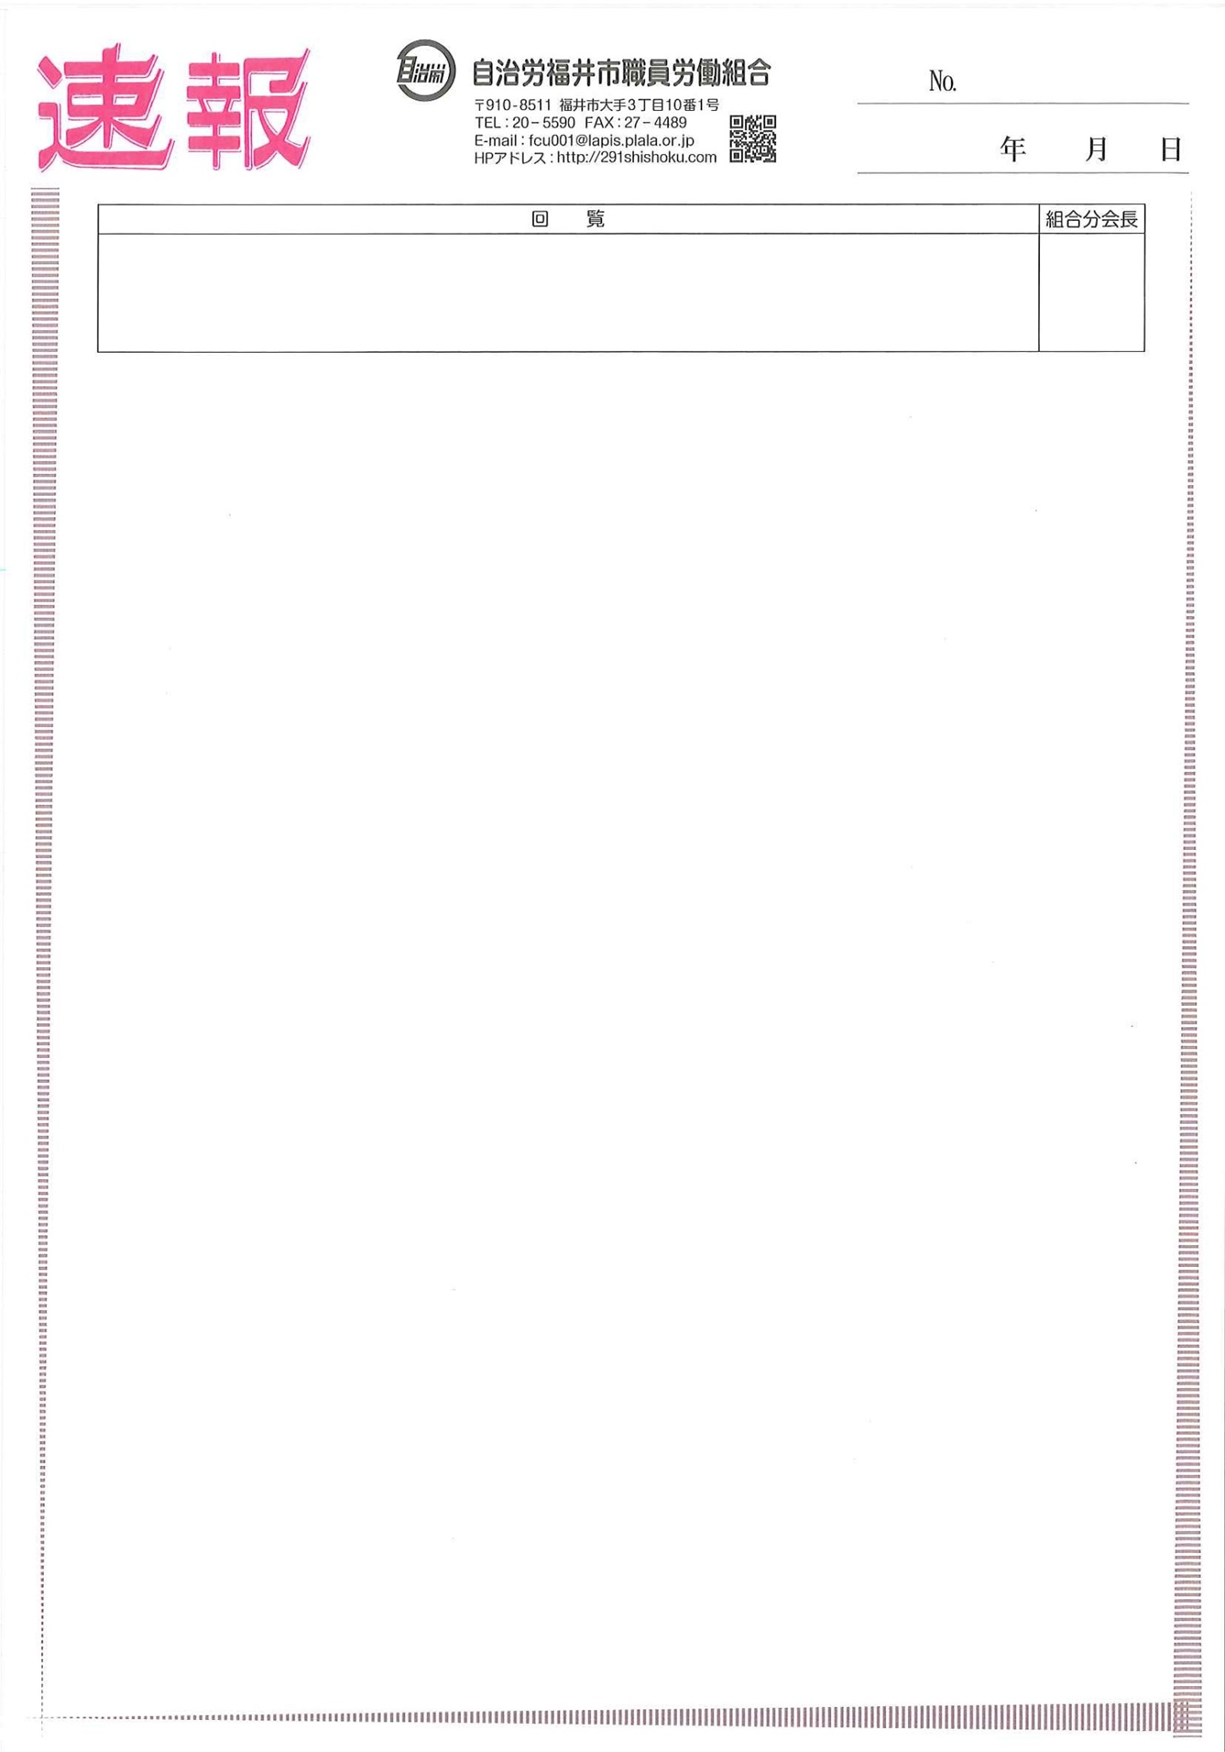 速報
自治労
自治労福井市職員労働組合
〒910-8511 福井市大手3丁目10番1号
TEL：20－5590 FAX：27－4489
E-mail：fcu001@lapis.plala.or.jp
HPアドレス：http://291shishoku.com
No.
年 月 日
回 覧 組合分会長